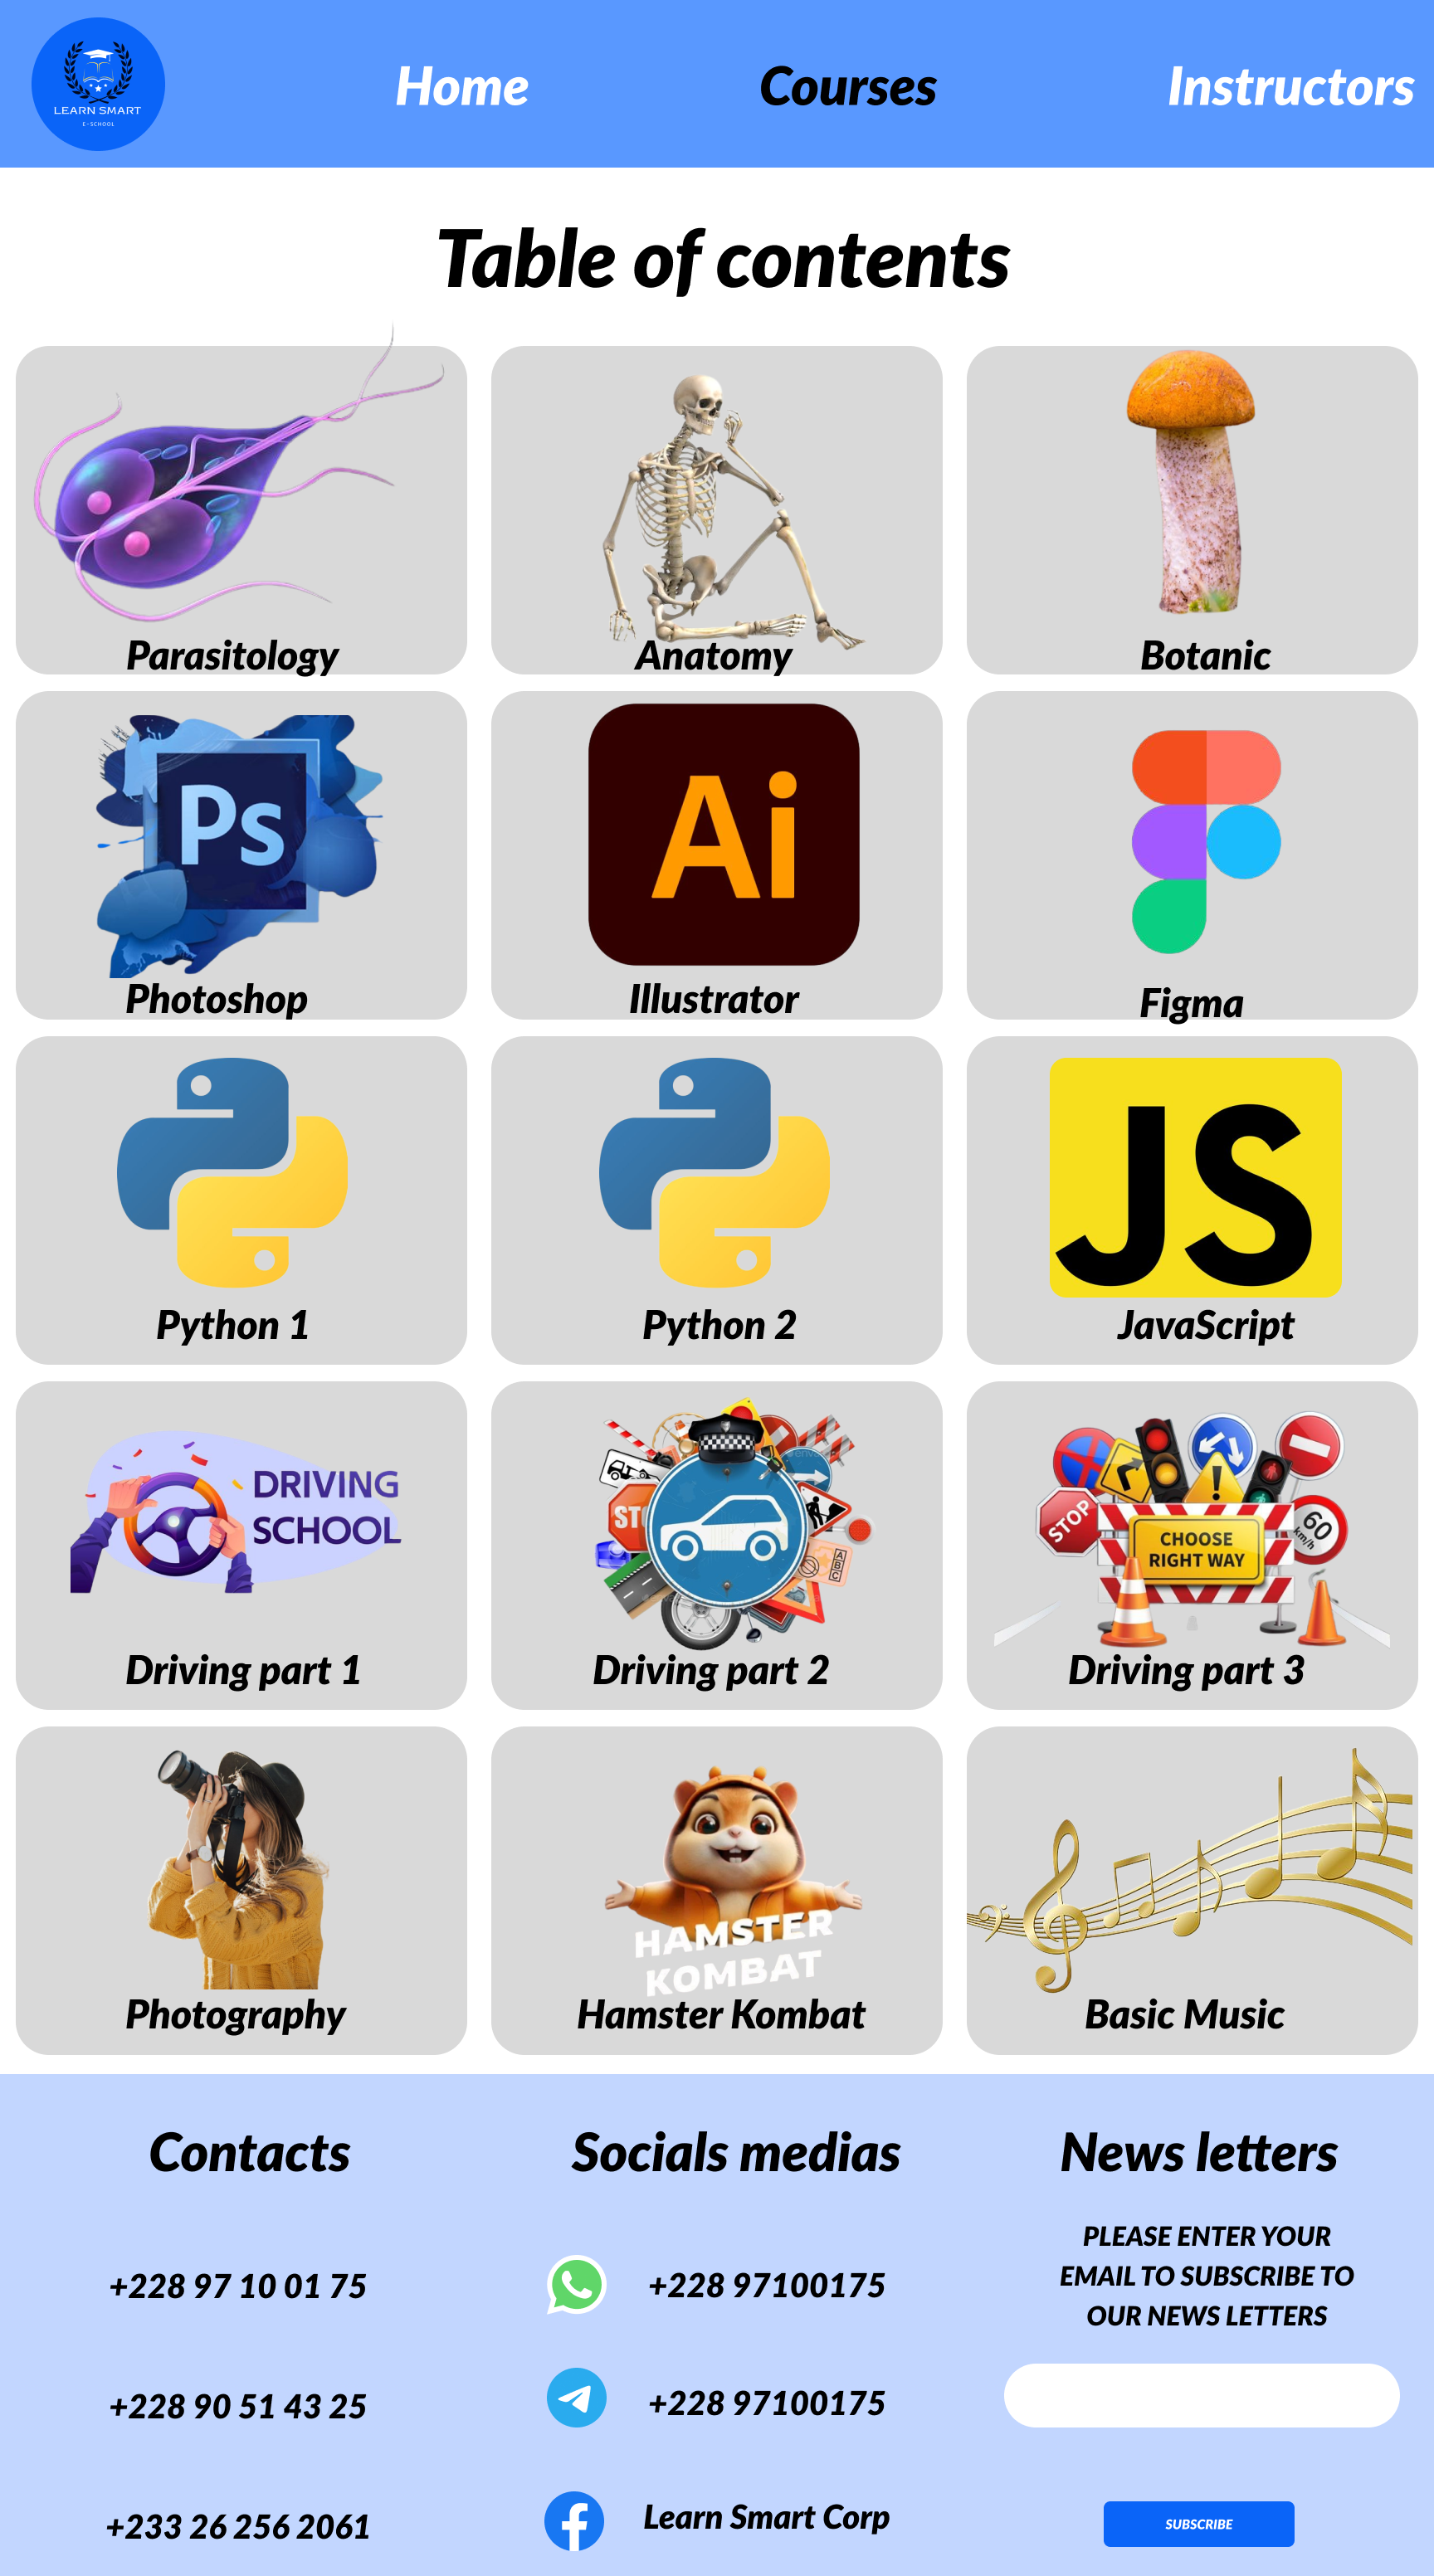 LEARN SMART
E-SCHOOL
Home
Courses
Instructors
Table of contents
Parasitology
Anatomy
Botanic
Ps
Photoshop
Ai
Illustrator
Figma
Python 1
Python 2
JS
JavaScript
DRIVING
SCHOOL
Driving part 1
STO
ABC
Driving part 2
STOP
60
km/h
CHOOSE
RIGHT WAY
Driving part 3
Photography
HAMSTER
KOMBAT
Hamster Kombat
Basic Music
Contacts
+228 97 10 01 75
+228 90 51 43 25
+233 26 256 2061
Socials medias
+228 97100175
+228 97100175
Learn Smart Corp
News letters
PLEASE ENTER YOUR
EMAIL TO SUBSCRIBE TO
OUR NEWS LETTERS
SUBSCRIBE